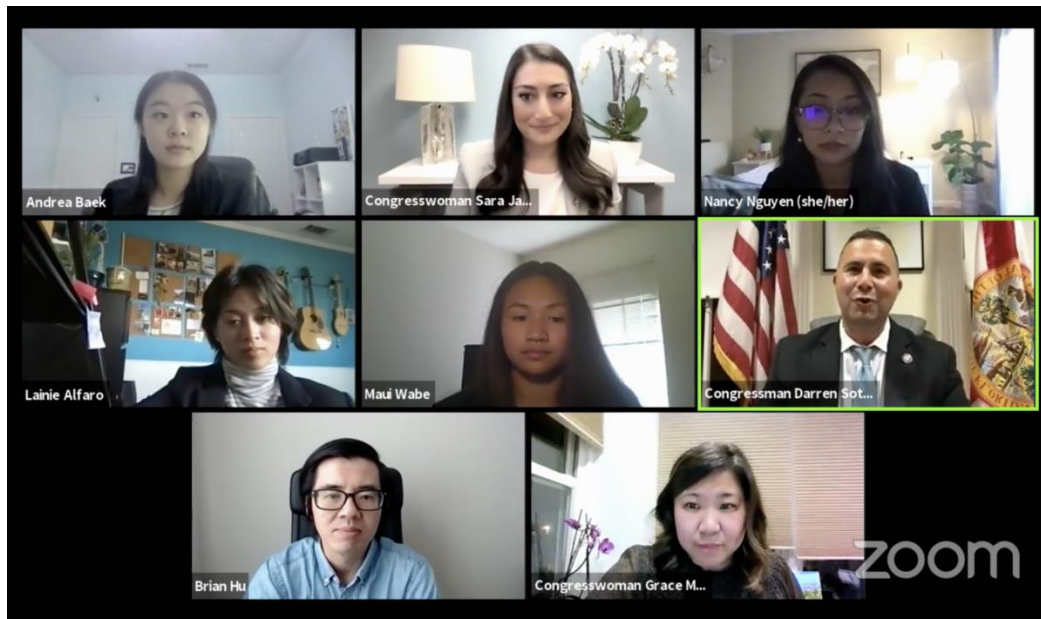 Andrea Baek
Congresswoman Sara Ja...
Nancy Nguyen (she/her)
Lainie Alfaro
Maui Wabe
Congressman Darren Sot...
Brian Hu
Congresswoman Grace M...
zoom